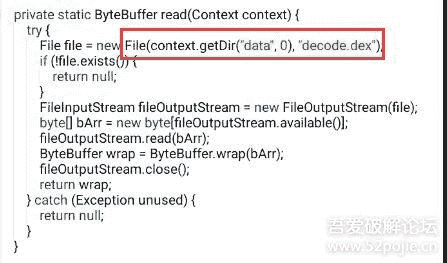 private static ByteBuffer read(Context context) {
try {
File file = new File(context.getDir("data", 0), "decode.dex");
if (!file.exists()) {
return null;
}
FileInputStream fileOutputStream = new FileOutputStream(file);
byte[] bArr = new byte[fileOutputStream.available()];
fileOutputStream.read(bArr);
ByteBuffer wrap = ByteBuffer.wrap(bArr);
fileOutputStream.close();
return wrap;
} catch (Exception unused) {
return null;
}
}
吾爱破解论坛
www.52pojie.cn